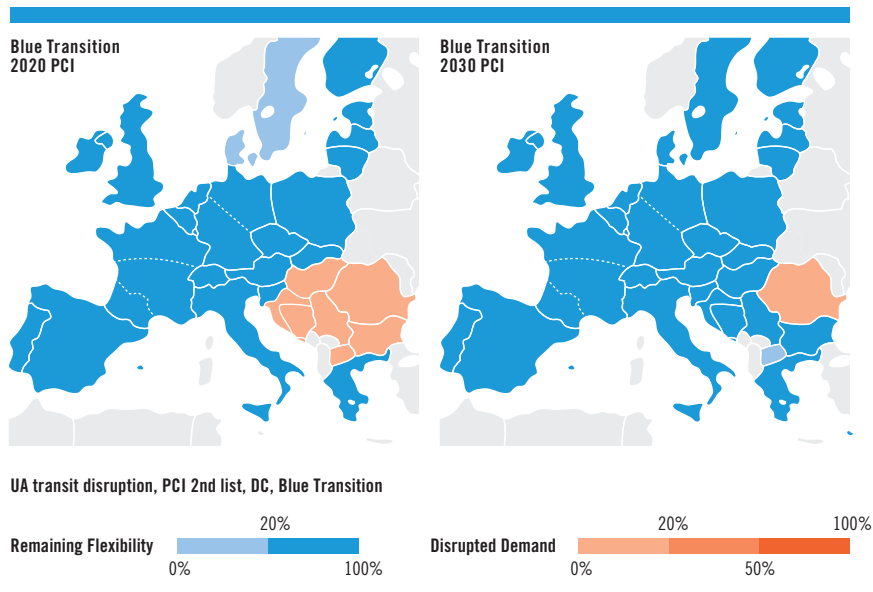 Blue Transition
2020 PCI
Blue Transition
2030 PCI
UA transit disruption, PCI 2nd list, DC, Blue Transition
Remaining Flexibility
20%
0%
100%
Disrupted Demand
20%
100%
0%
50%